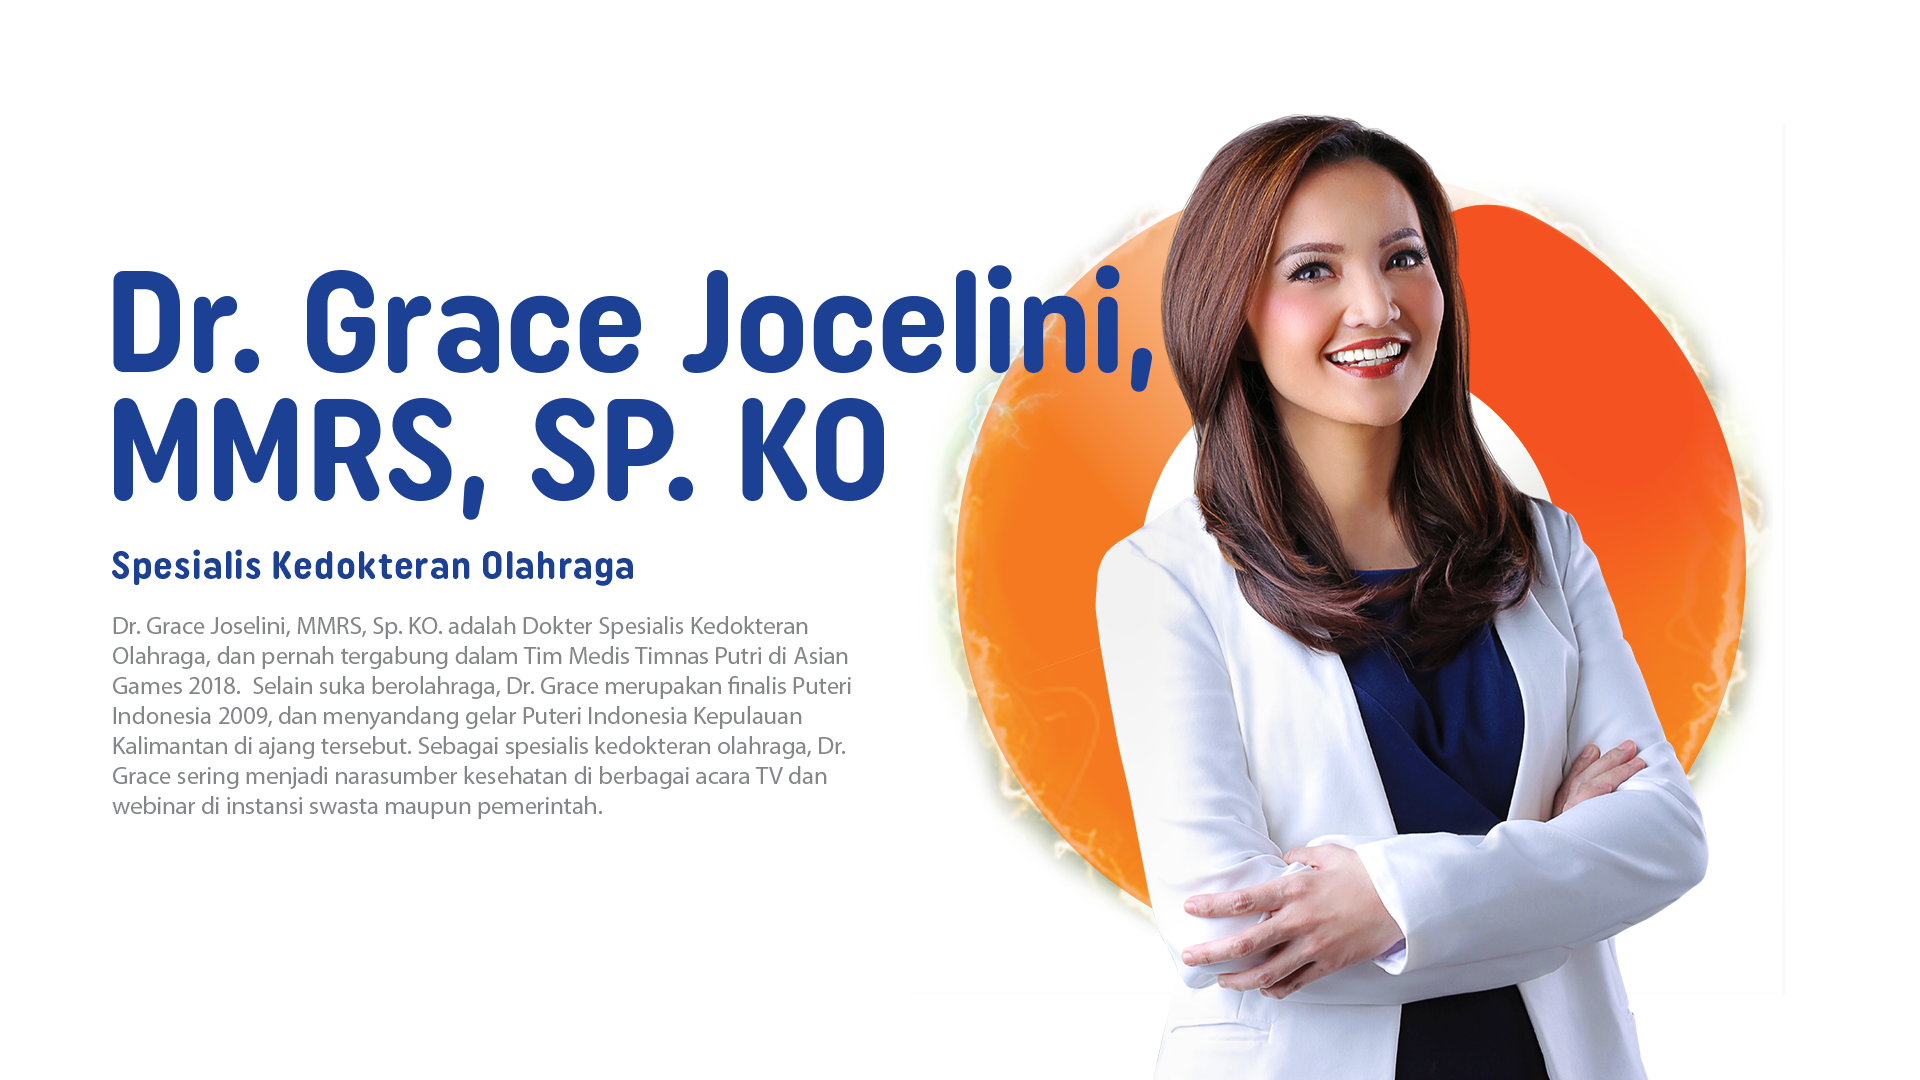 Dr. Grace Jocelini,
MMRS, SP. KO
Spesialis Kedokteran Olahraga
Dr. Grace Joselini, MMRS, Sp. KO. adalah Dokter Spesialis Kedokteran
Olahraga, dan pernah tergabung dalam Tim Medis Timnas Putri di Asian
Games 2018.  Selain suka berolahraga, Dr. Grace merupakan finalis Puteri
Indonesia 2009, dan menyandang gelar Puteri Indonesia Kepulauan
Kalimantan di ajang tersebut. Sebagai spesialis kedokteran olahraga, Dr.
Grace sering menjadi narasumber kesehatan di berbagai acara TV dan
webinar di instansi swasta maupun pemerintah.